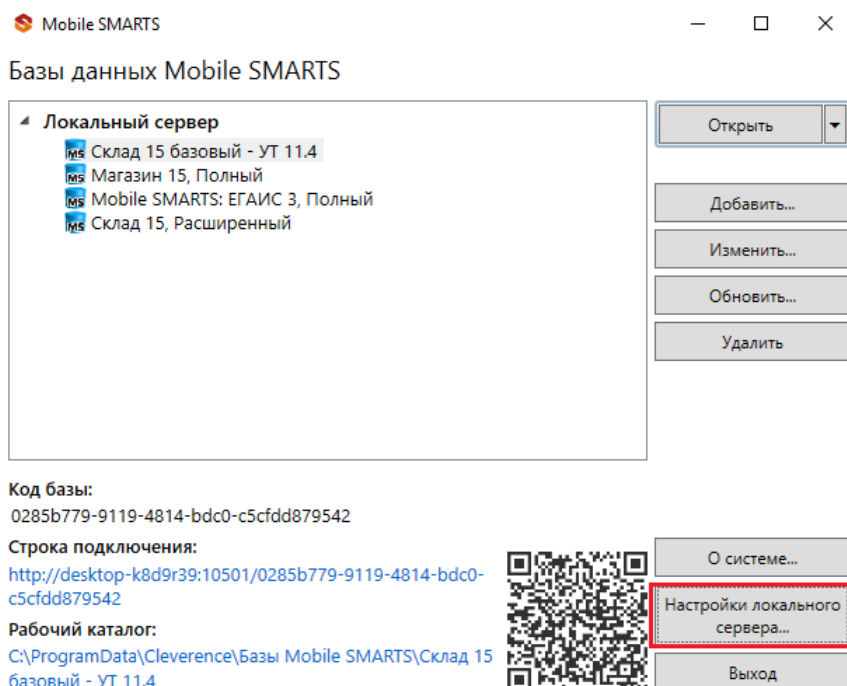 Mobile SMARTS
Базы данных Mobile SMARTS
Локальный сервер
Склад 15 базовый - УТ 11.4
Магазин 15, Полный
Mobile SMARTS: ЕГАИС 3, Полный
Склад 15, Расширенный
Открыть
Добавить...
Изменить...
Обновить...
Удалить
Код базы:
0285b779-9119-4814-bdc0-c5cfdd879542
Строка подключения:
http://desktop-k8d9r39:10501/0285b779-9119-4814-bdc0-
c5cfdd879542
Рабочий каталог:
C:\ProgramData\Cleverence\Базы Mobile SMARTS\Склад 15
базовый - УТ 11.4
О системе...
Настройки локального
сервера...
Выход